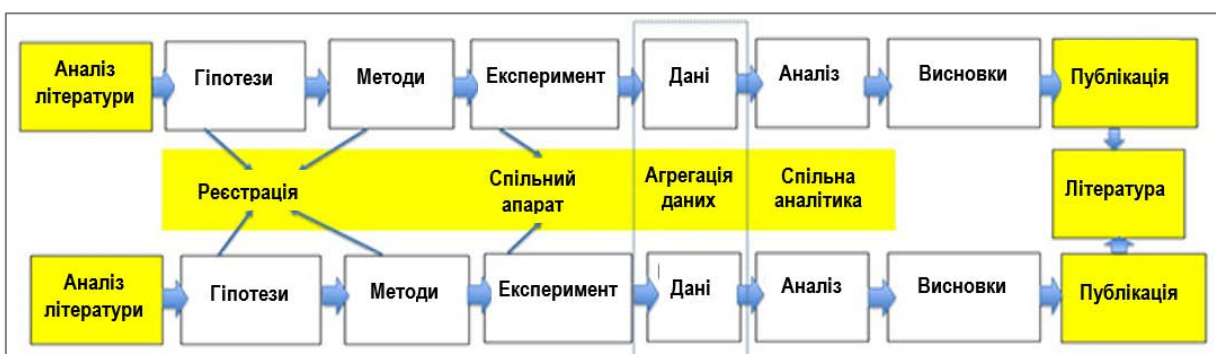 Аналіз
літератури
Гіпотези
Методи
Експеримент
Дані
Аналіз
Висновки
Публікація
Реєстрація
Спільний
апарат
Агрегація
даних
Спільна
аналітика
Література
Аналіз
літератури
Гіпотези
Методи
Експеримент
Дані
Аналіз
Висновки
Публікація